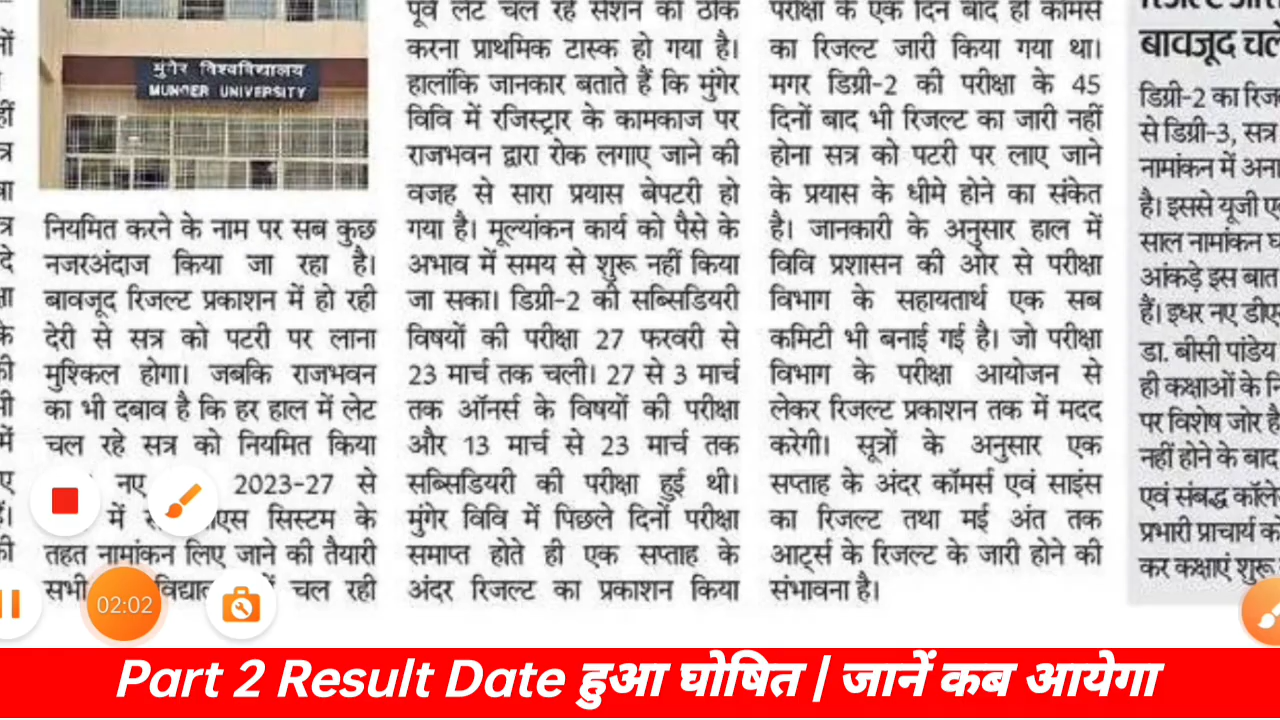 मुंगेर विश्वविद्यालय
MUNGER UNIVERSITY
नियमित करने के नाम पर सब कुछ
नजरअंदाज किया जा रहा है।
बावजूद रिजल्ट प्रकाशन में हो रही
देरी से सत्र को पटरी पर लाना
मुश्किल होगा। जबकि राजभवन
का भी दबाव है कि हर हाल में लेट
चल रहे सत्र को नियमित किया
नए 2023-27 से
में सिस्टम के
तहत नामांकन लिए जाने की तैयारी
सभी चल रही
पूर्व लेट चल रहे सेशन को ठीक
करना प्राथमिक टास्क हो गया है।
हालांकि जानकार बताते हैं कि मुंगेर
विवि में रजिस्ट्रार के कामकाज पर
राजभवन द्वारा रोक लगाए जाने की
वजह से सारा प्रयास बेपटरी हो
गया है। मूल्यांकन कार्य को पैसे के
अभाव में समय से शुरू नहीं किया
जा सका। डिग्री-2 की सब्सिडियरी
विषयों की परीक्षा 27 फरवरी से
23 मार्च तक चली। 27 से 3 मार्च
तक ऑनर्स के विषयों की परीक्षा
और 13 मार्च से 23 मार्च तक
सब्सिडियरी की परीक्षा हुई थी।
मुंगेर विवि में पिछले दिनों परीक्षा
समाप्त होते ही एक सप्ताह के
अंदर रिजल्ट का प्रकाशन किया
परीक्षा के एक दिन बाद ही कॉमर्स
का रिजल्ट जारी किया गया था।
मगर डिग्री-2 की परीक्षा के 45
दिनों बाद भी रिजल्ट का जारी नहीं
होना सत्र को पटरी पर लाए जाने
के प्रयास के धीमे होने का संकेत
है। जानकारी के अनुसार हाल में
विवि प्रशासन की ओर से परीक्षा
विभाग के सहायतार्थ एक सब
कमिटी भी बनाई गई है। जो परीक्षा
विभाग के परीक्षा आयोजन से
लेकर रिजल्ट प्रकाशन तक में मदद
करेगी। सूत्रों के अनुसार एक
सप्ताह के अंदर कॉमर्स एवं साइंस
का रिजल्ट तथा मई अंत तक
आर्ट्स के रिजल्ट के जारी होने की
संभावना है।
बावजूद
डिग्री-2 का
से डिग्री-3, सत्र
नामांकन में
है। इससे यूजी
साल नामांकन
आंकड़े इस बात
हैं। इधर नए
डा. बीसी पांडेय
ही कक्षाओं के
पर विशेष जोर
नहीं होने के बाद
एवं संबद्ध
प्रभारी प्राचार्य
कर कक्षाएं शुरू
02:02
Part 2 Result Date हुआ घोषित | जानें कब आयेगा